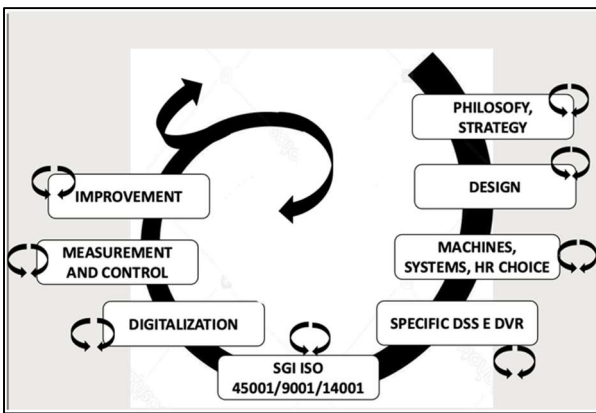 PHILOSOFY,
STRATEGY
DESIGN
MACHINES,
SYSTEMS, HR CHOICE
SPECIFIC DSS E DVR
SGI ISO
45001/9001/14001
DIGITALIZATION
MEASUREMENT
AND CONTROL
IMPROVEMENT